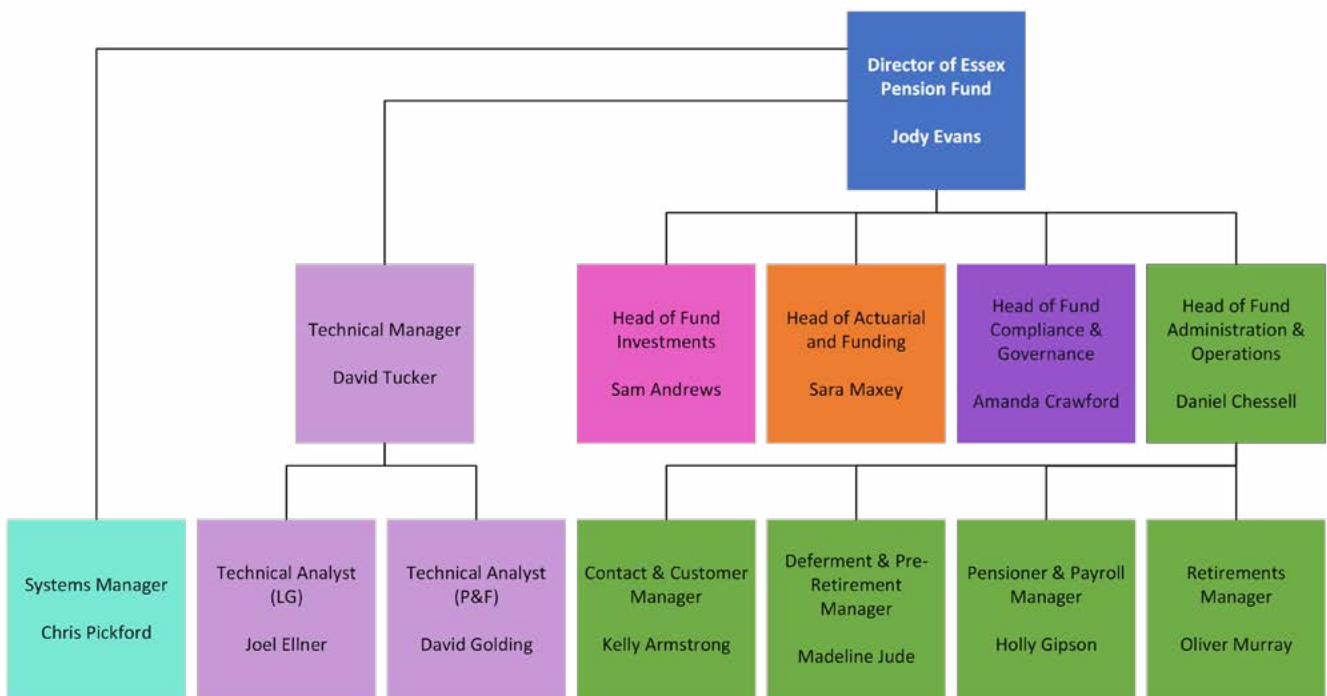 Director of Essex
Pension Fund
Jody Evans
Technical Manager
David Tucker
Head of Fund
Investments
Sam Andrews
Head of Actuarial
and Funding
Sara Maxey
Head of Fund
Compliance &
Governance
Amanda Crawford
Head of Fund
Administration &
Operations
Daniel Chessell
Systems Manager
Chris Pickford
Technical Analyst
(LG)
Joel Ellner
Technical Analyst
(P&F)
David Golding
Contact & Customer
Manager
Kelly Armstrong
Deferment & Pre-
Retirement
Manager
Madeline Jude
Pensioner & Payroll
Manager
Holly Gipson
Retirements
Manager
Oliver Murray